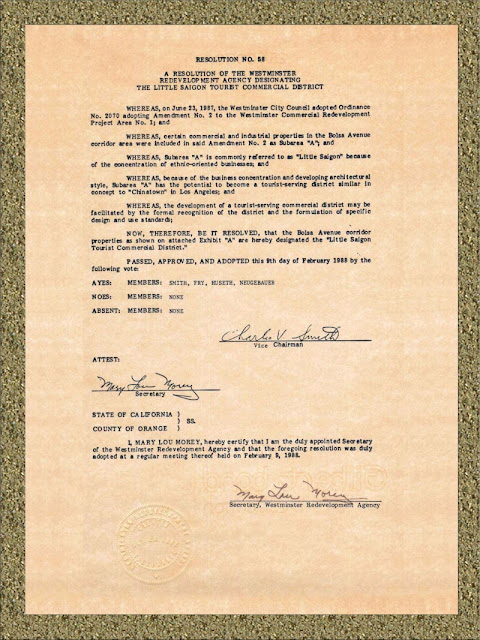 RESOLUTION NO. 58
A RESOLUTION OF THE WESTMINSTER
REDEVELOPMENT AGENCY DESIGNATING
THE LITTLE SAIGON TOURIST COMMERCIAL DISTRICT
WHEREAS, on June 23, 1987, the Westminster City Council adopted Ordinance
No. 2070 adopting Amendment No. 2 to the Westminster Commercial Redevelopment
Project Area No. 1; and
WHEREAS, certain commercial and industrial properties in the Bolsa Avenue
corridor area were included in said Amendment No. 2 as Subarea "A"; and
WHEREAS, Subarea "A" is commonly referred to as "Little Saigon" because
of the concentration of ethnic-oriented businesses; and
WHEREAS, because of the business concentration and developing architectural
style, Subarea "A" has the potential to become a tourist-serving district similar in
concept to "Chinatown" in Los Angeles; and
WHEREAS, the development of a tourist-serving commercial district may be
facilitated by the formal recognition of the district and the formulation of specific
design and use standards;
NOW, THEREFORE, BE IT RESOLVED, that the Bolsa Avenue corridor
properties as shown on attached Exhibit "A" are hereby designated the "Little Saigon
Tourist Commercial District."
PASSED, APPROVED, AND ADOPTED this 9th day of February 1988 by the
following vote:
AYES: MEMBERS: SMITH, FRY, HUSETH, NEUGEBAUER
NOES: MEMBERS: NONE
ABSENT: MEMBERS: NONE
Charles V. Smith
Vice Chairman
ATTEST:
Mary Lou Morey
Secretary
STATE OF CALIFORNIA )
) SS.
COUNTY OF ORANGE )
I, MARY LOU MOREY, hereby certify that I am the duly appointed Secretary
of the Westminster Redevelopment Agency and that the foregoing resolution was duly
adopted at a regular meeting thereof held on February 9, 1988.
Mary Lou Morey
Secretary, Westminster Redevelopment Agency